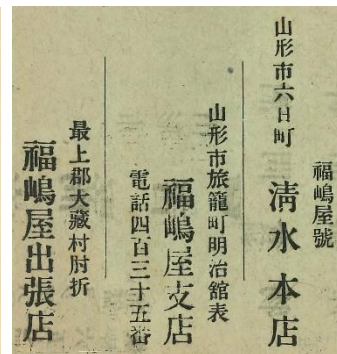 山形市六日町
福嶋屋號
清水本店
山形市旅籠町明治舘表
福嶋屋支店
電話四百三十五番
最上郡大藏村肘折
福嶋屋出張店